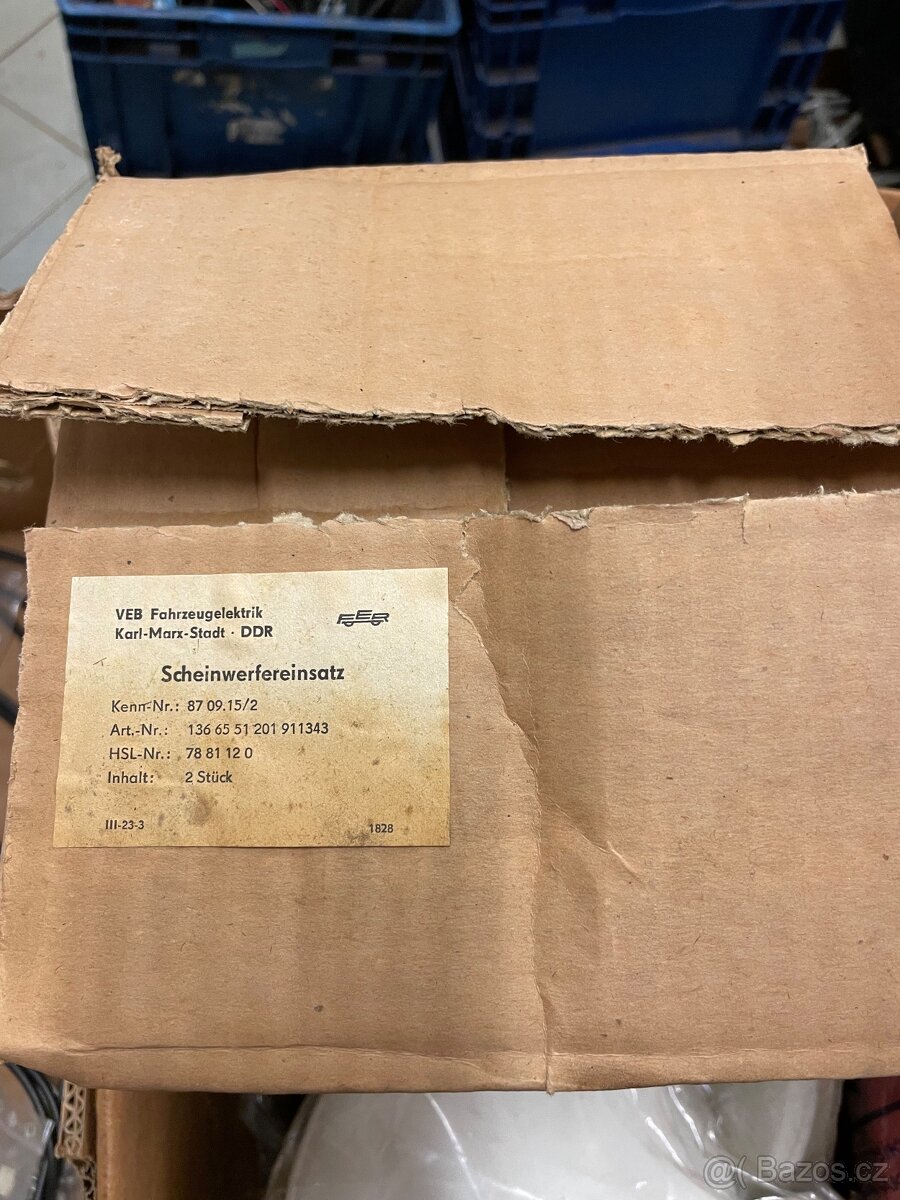 VEB Fahrzeugelektrik
Karl-Marx-Stadt · DDR
FER
Scheinwerfereinsatz
Kenn-Nr.: 87 09.15/2
Art.-Nr.: 136 65 51 201 911343
HSL-Nr.: 78 81 12 0
Inhalt: 2 Stück
III-23-3 1828
@( Bazos.cz